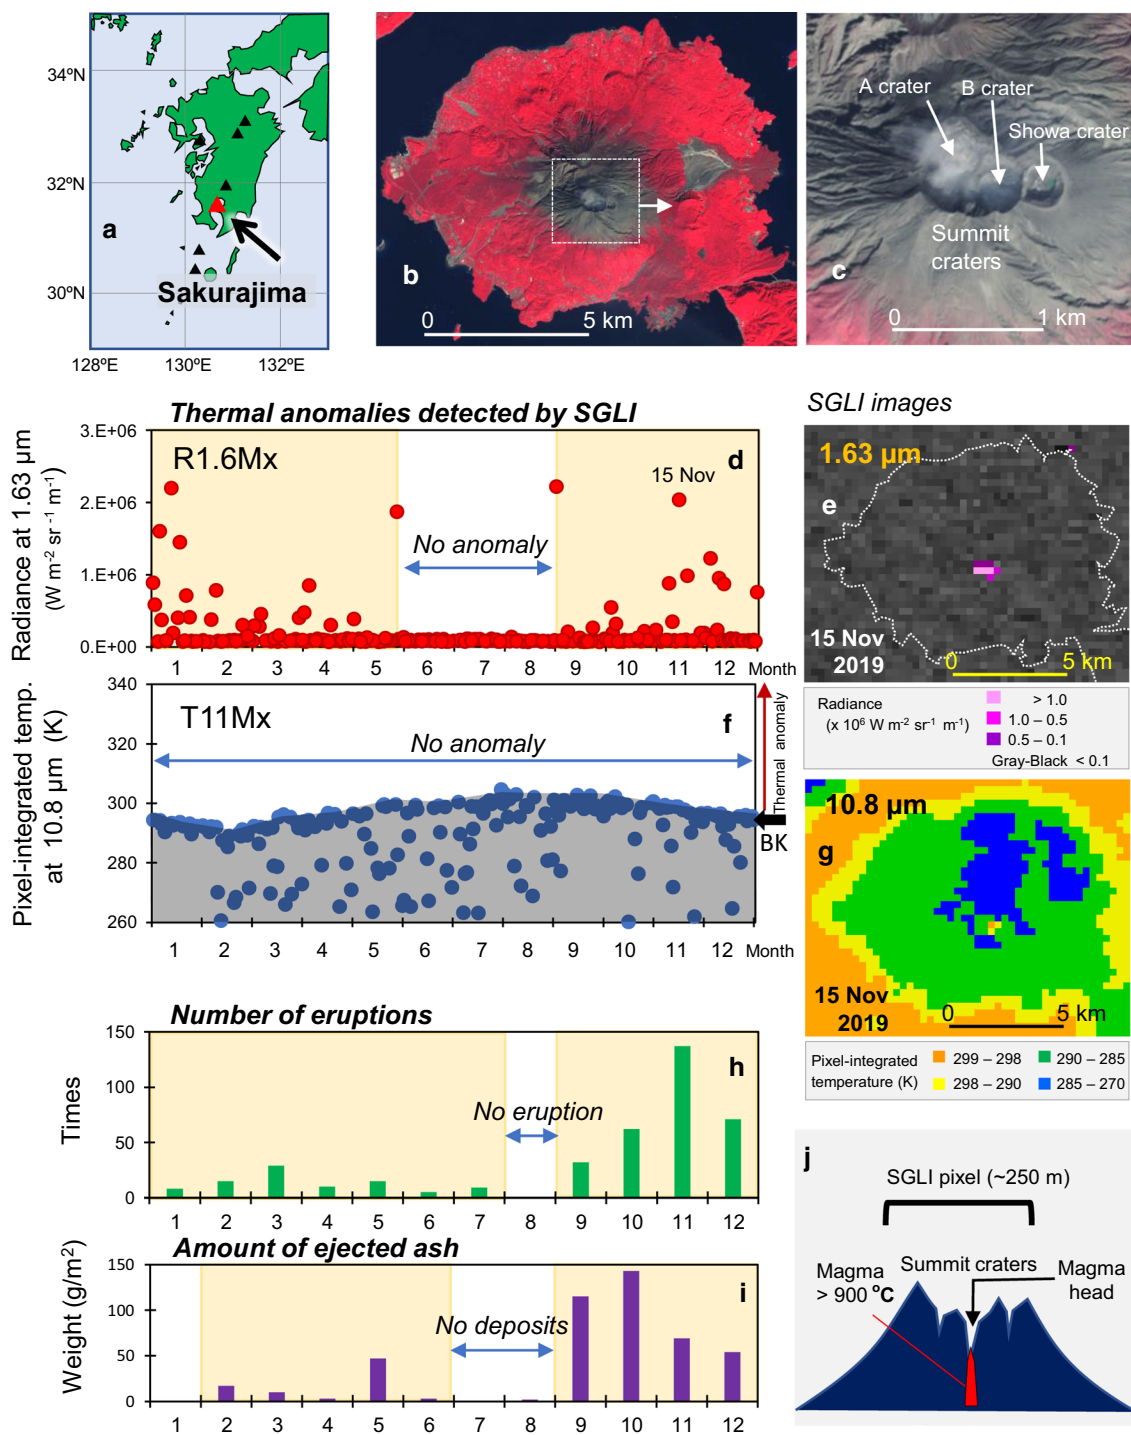 34ºN
32ºN
30ºN
128ºE
130ºE
132ºE
a
Sakurajima
b
0
5 km
A crater
B crater
Showa crater
Summit
craters
c
0
1 km
Thermal anomalies detected by SGLI
Radiance at 1.63 µm
(W m-2 sr-1 m-1)
3.E+06
2.E+06
1.E+06
0.E+00
R1.6Mx
d
15 Nov
No anomaly
1 2 3 4 5 6 7 8 9 10 11 12 Month
Pixel-integrated temp.
at 10.8 µm (K)
340
320
300
280
260
T11Mx
f
No anomaly
Thermal anomaly
BK
1 2 3 4 5 6 7 8 9 10 11 12 Month
SGLI images
1.63 µm
e
15 Nov
2019
0
5 km
Radiance
(x 10⁶ W m-2 sr-1 m-1)
> 1.0
1.0 – 0.5
0.5 – 0.1
Gray-Black < 0.1
10.8 µm
g
15 Nov
2019
0
5 km
Pixel-integrated
temperature (K)
299 – 298
298 – 290
290 – 285
285 – 270
Number of eruptions
Times
150
100
50
0
h
No eruption
1 2 3 4 5 6 7 8 9 10 11 12
Amount of ejected ash
Weight (g/m²)
150
100
50
0
i
No deposits
1 2 3 4 5 6 7 8 9 10 11 12
j
SGLI pixel (~250 m)
Summit craters
Magma
> 900 ºC
Magma
head